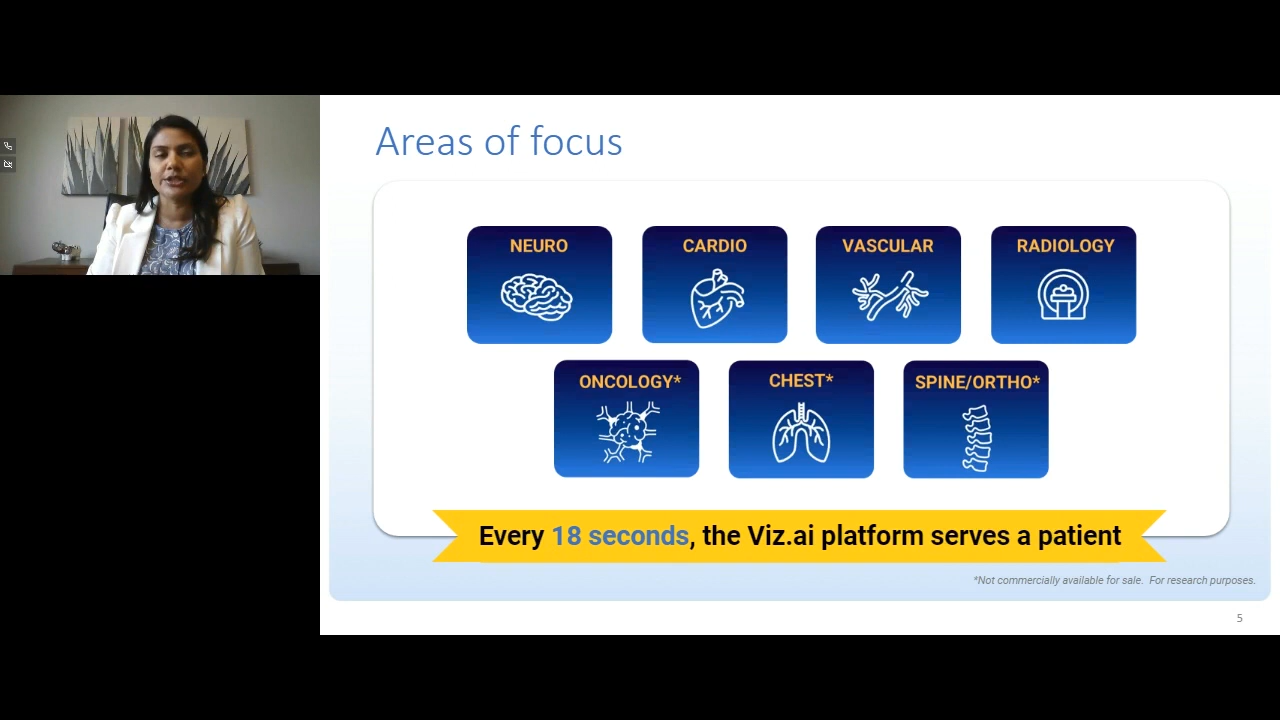 Areas of focus
NEURO
CARDIO
VASCULAR
RADIOLOGY
ONCOLOGY*
CHEST*
SPINE/ORTHO*
Every 18 seconds, the Viz.ai platform serves a patient
*Not commercially available for sale. For research purposes.
5